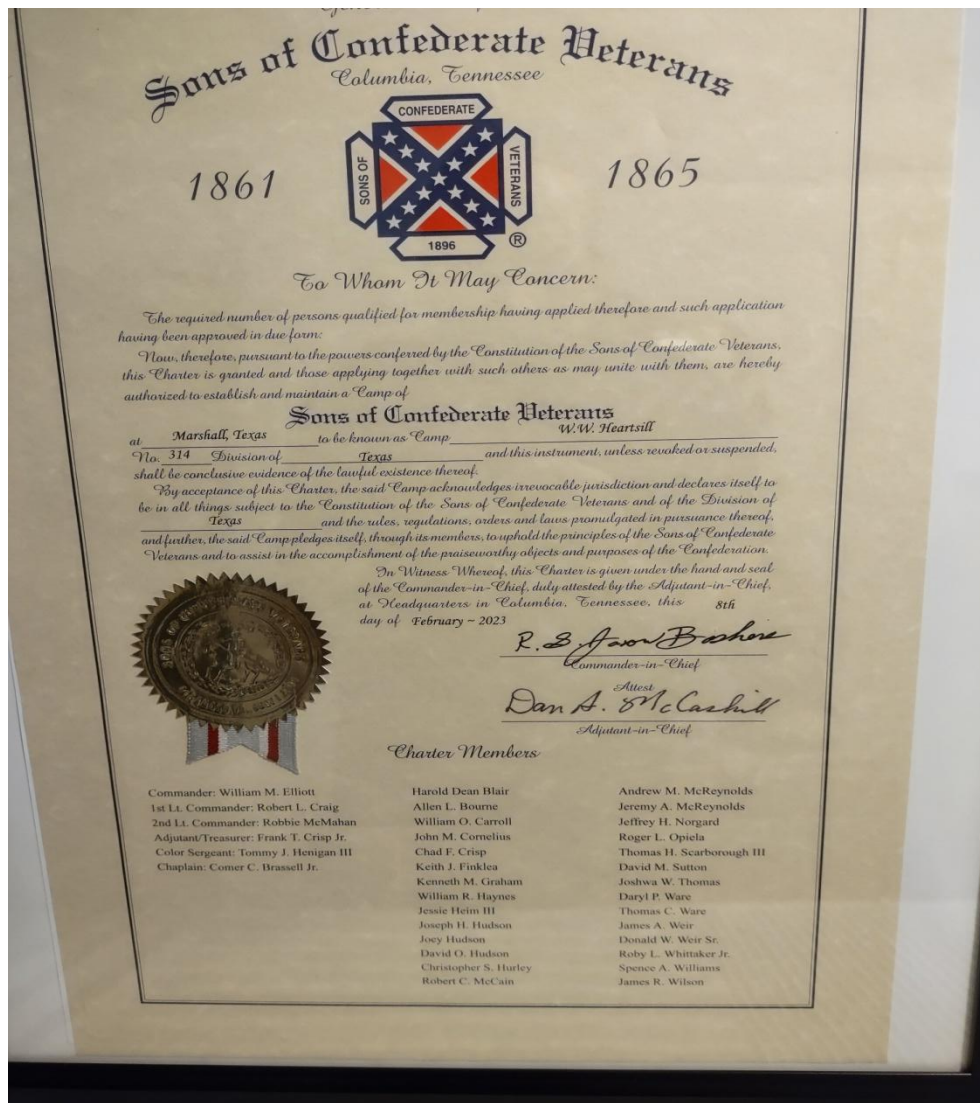 Sons of Confederate Veterans
Columbia, Tennessee
CONFEDERATE
SONS OF
VETERANS
1896
®
1861
1865
To Whom It May Concern:
The required number of persons qualified for membership having applied therefore and such application
having been approved in due form:
Now, therefore, pursuant to the powers conferred by the Constitution of the Sons of Confederate Veterans,
this Charter is granted and those applying together with such others as may unite with them, are hereby
authorized to establish and maintain a Camp of
Sons of Confederate Veterans
at Marshall, Texas to be known as Camp W.W. Heartsill
No. 314 Division of Texas and this instrument, unless revoked or suspended,
shall be conclusive evidence of the lawful existence thereof.
By acceptance of this Charter, the said Camp acknowledges irrevocable jurisdiction and declares itself to
be in all things subject to the Constitution of the Sons of Confederate Veterans and of the Division of
Texas and the rules, regulations, orders and laws promulgated in pursuance thereof,
and further, the said Camp pledges itself, through its members, to uphold the principles of the Sons of Confederate
Veterans and to assist in the accomplishment of the praiseworthy objects and purposes of the Confederation.
In Witness Whereof, this Charter is given under the hand and seal
of the Commander-in-Chief, duly attested by the Adjutant-in-Chief,
at Headquarters in Columbia, Tennessee, this 8th
day of February ~ 2023
Commander-in-Chief
Attest
Dan A. McCaskill
Adjutant-in-Chief
Charter Members
Commander: William M. Elliott
1st Lt. Commander: Robert L. Craig
2nd Lt. Commander: Robbie McMahan
Adjutant/Treasurer: Frank T. Crisp Jr.
Color Sergeant: Tommy J. Henigan III
Chaplain: Comer C. Brassell Jr.
Harold Dean Blair
Allen L. Bourne
William O. Carroll
John M. Cornelius
Chad F. Crisp
Keith J. Finklea
Kenneth M. Graham
William R. Haynes
Jessie Heim III
Joseph H. Hudson
Joey Hudson
David O. Hudson
Christopher S. Hurley
Robert C. McCain
Andrew M. McReynolds
Jeremy A. McReynolds
Jeffrey H. Norgard
Roger L. Opiela
Thomas H. Scarborough III
David M. Sutton
Joshwa W. Thomas
Daryl P. Ware
Thomas C. Ware
James A. Weir
Donald W. Weir Sr.
Roby L. Whittaker Jr.
Spence A. Williams
James R. Wilson